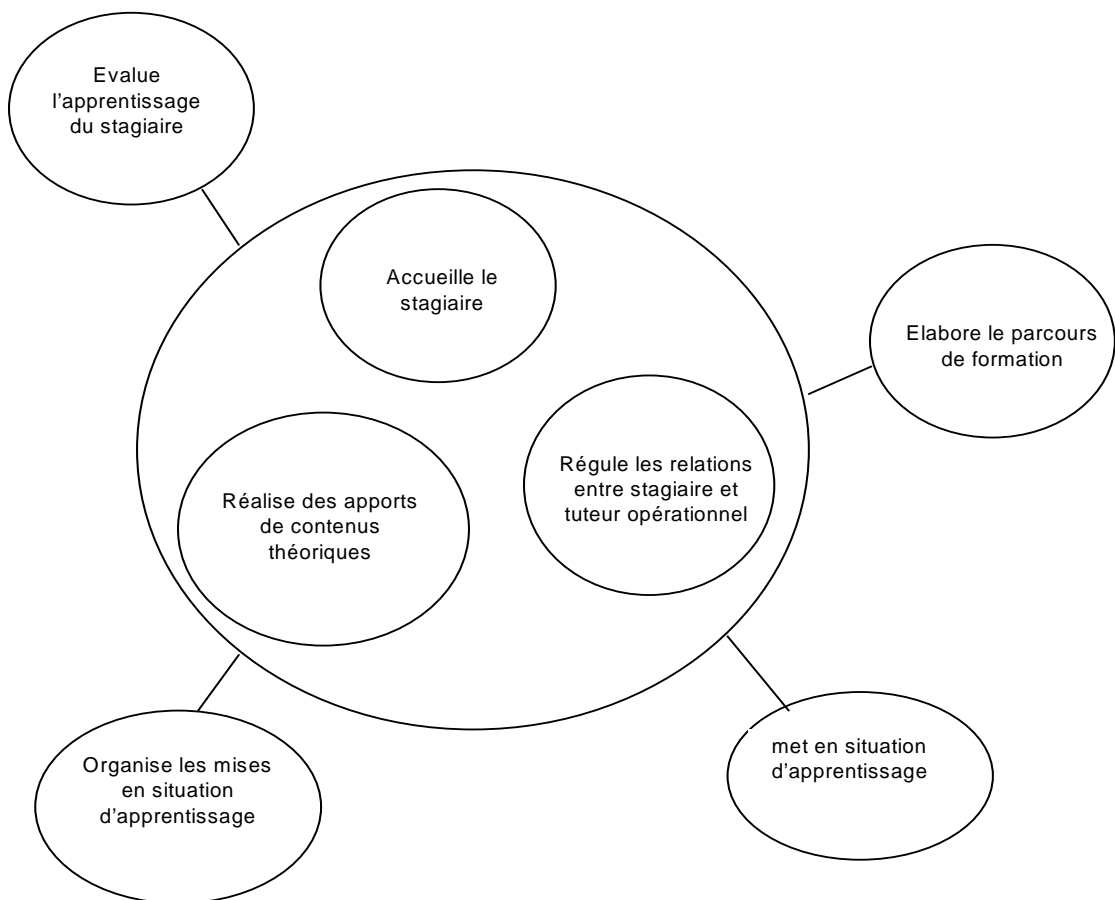 Evalue
l'apprentissage
du stagiaire
Accueille le
stagiaire
Elabore le parcours
de formation
Régule les relations
entre stagiaire et
tuteur opérationnel
Réalise des apports
de contenus
théoriques
Organise les mises
en situation
d'apprentissage
met en situation
d'apprentissage